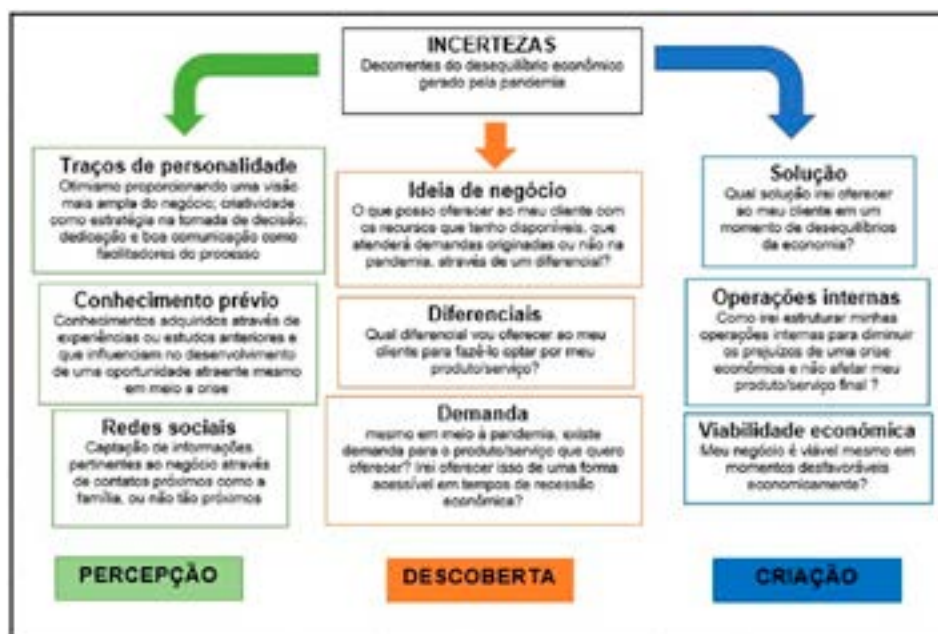 INCERTEZAS
Decorrentes do desequilíbrio econômico
gerado pela pandemia
Traços de personalidade
Otimismo proporcionando uma visão
mais ampla do negócio; criatividade
como estratégia na tomada de decisão;
dedicação e boa comunicação como
facilitadores do processo
Conhecimento prévio
Conhecimentos adquiridos através de
experiências ou estudos anteriores e
que influenciam no desenvolvimento
de uma oportunidade atraente mesmo
em meio a crise
Redes sociais
Captação de informações
pertinentes ao negócio através
de contatos próximos como a
família, ou não tão próximos
PERCEPÇÃO
Ideia de negócio
O que posso oferecer ao meu cliente com
os recursos que tenho disponíveis, que
atenderá demandas originadas ou não na
pandemia, através de um diferencial?
Diferenciais
Qual diferencial vou oferecer ao meu
cliente para fazê-lo optar por meu
produto/serviço?
Demanda
mesmo em meio à pandemia, existe
demanda para o produto/serviço que quero
oferecer? Irei oferecer isso de uma forma
acessível em tempos de recessão
econômica?
DESCOBERTA
Solução
Qual solução irei oferecer
ao meu cliente em um
momento de desequilíbrios
da economia?
Operações internas
Como irei estruturar minhas
operações internas para diminuir
os prejuízos de uma crise
econômica e não afetar meu
produto/serviço final ?
Viabilidade económica
Meu negócio é viável mesmo em
momentos desfavoráveis
economicamente?
CRIAÇÃO